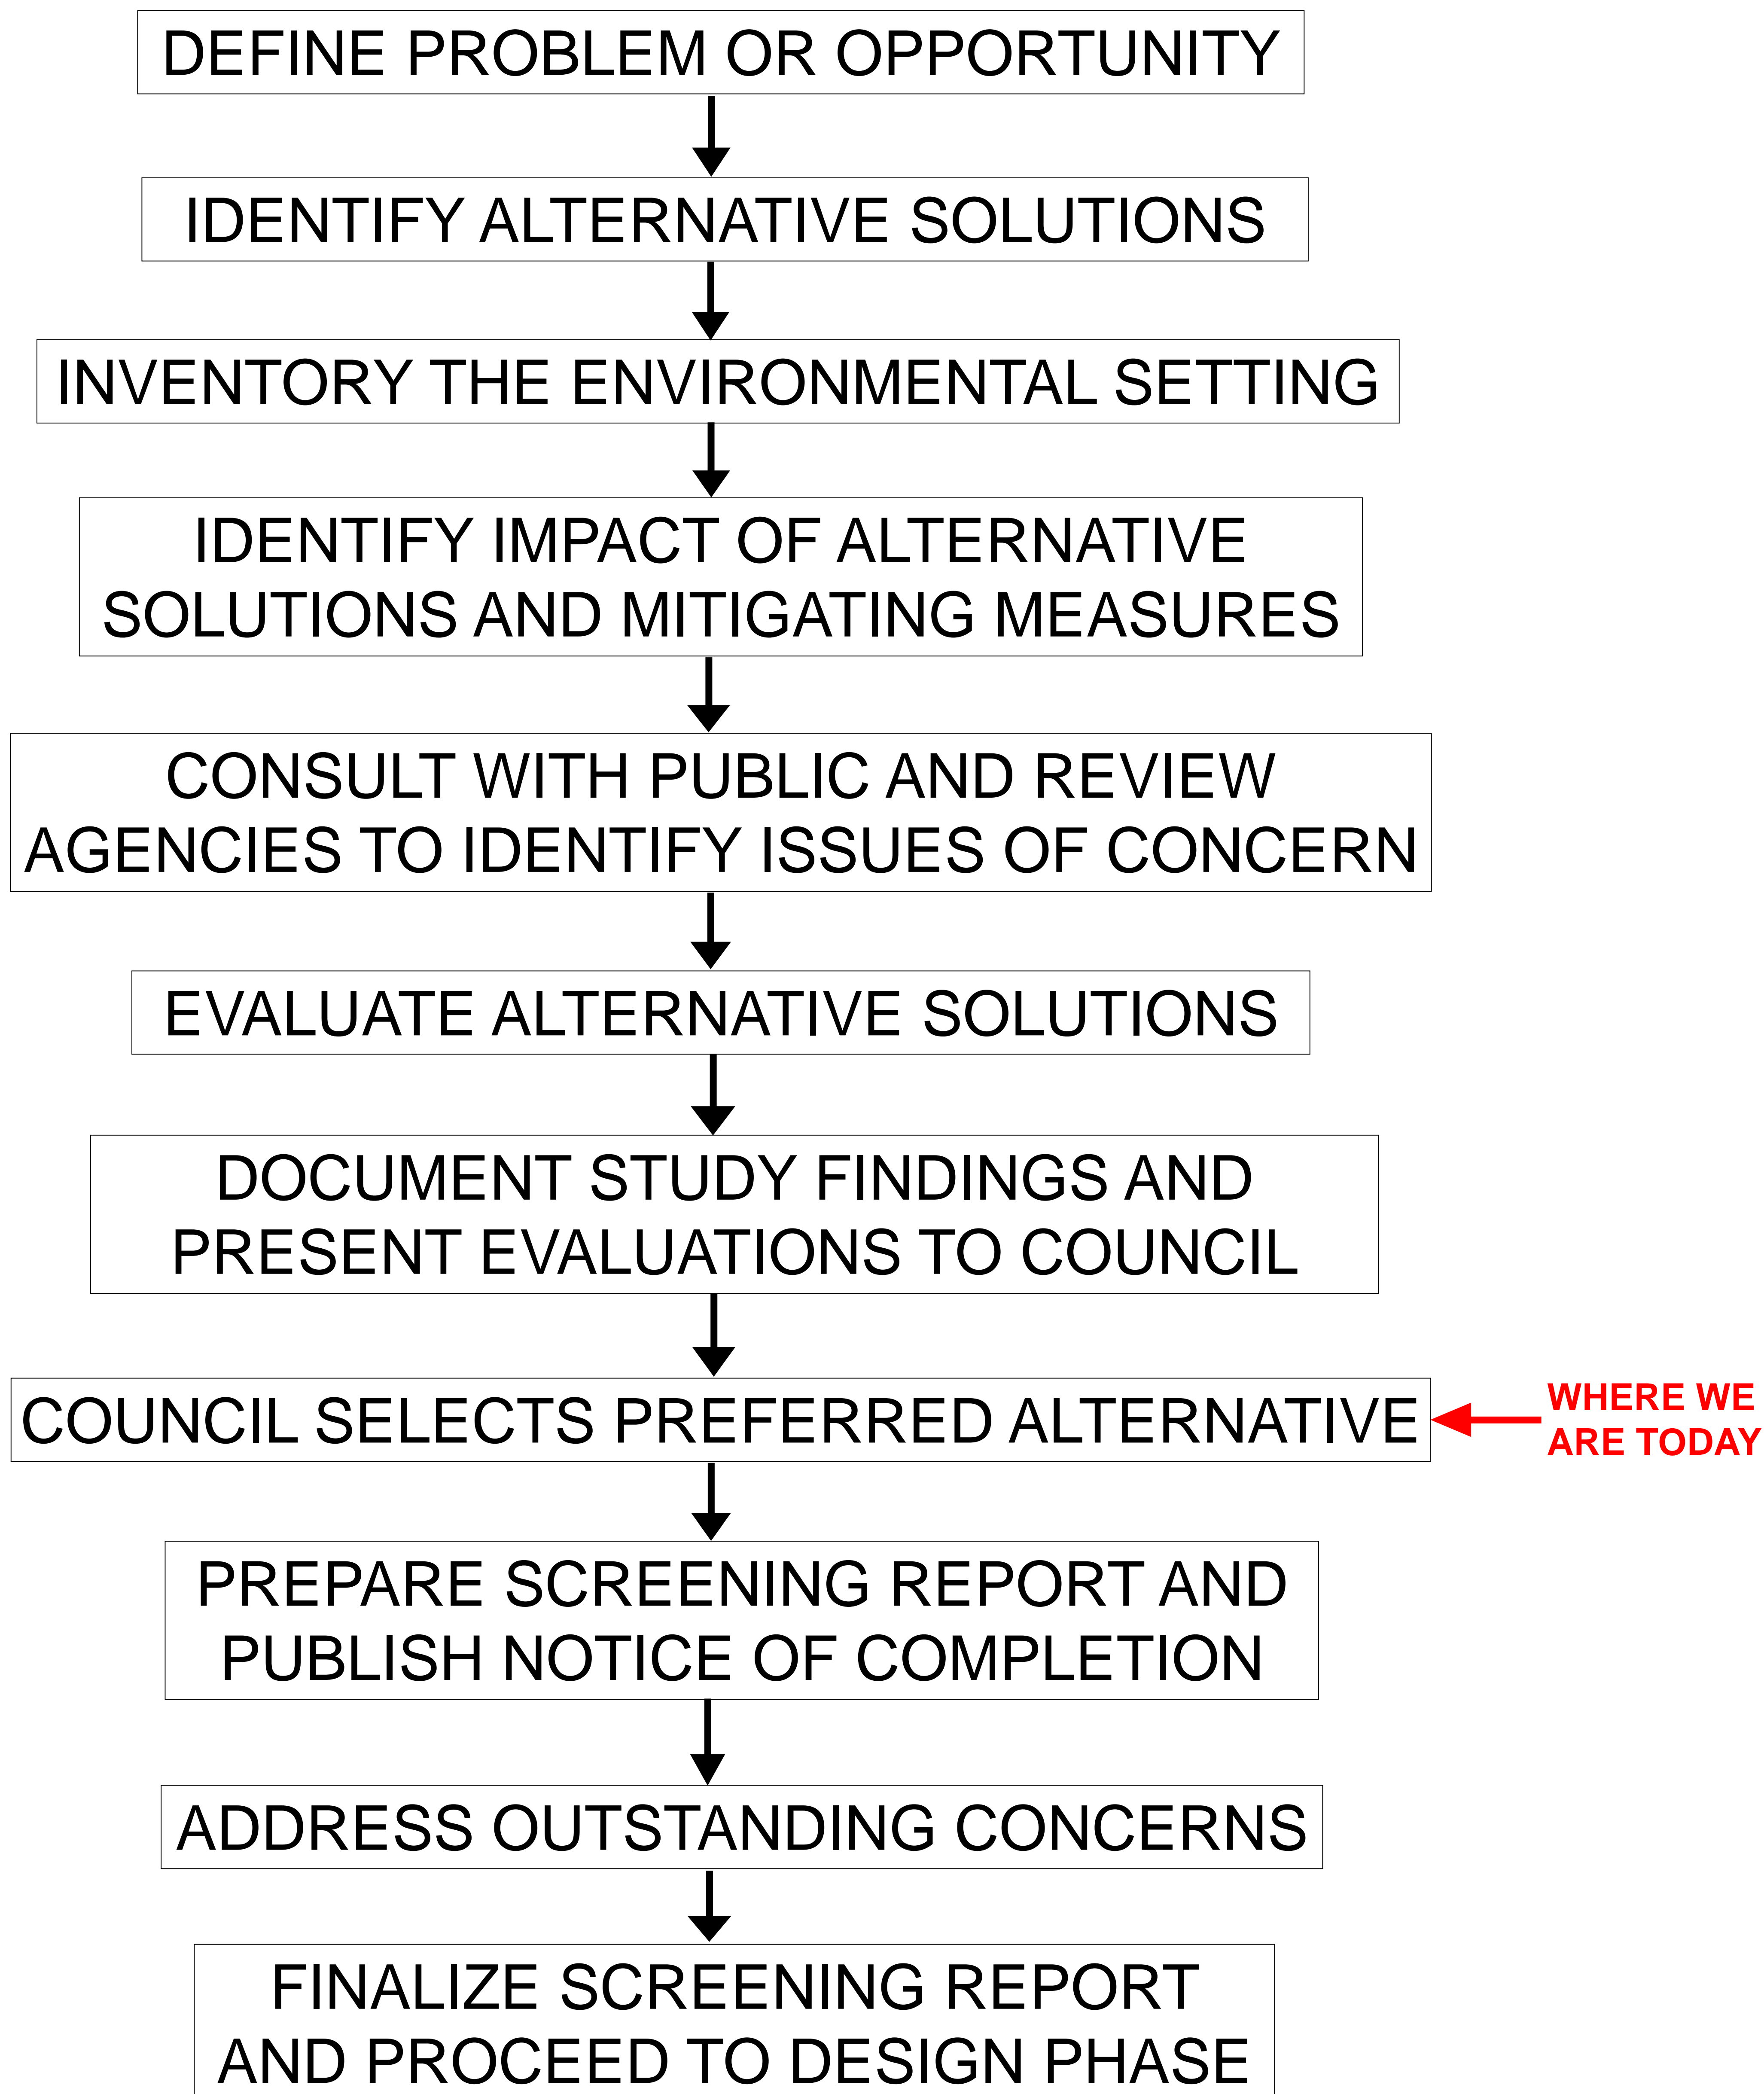 DEFINE PROBLEM OR OPPORTUNITY
IDENTIFY ALTERNATIVE SOLUTIONS
INVENTORY THE ENVIRONMENTAL SETTING
IDENTIFY IMPACT OF ALTERNATIVE
SOLUTIONS AND MITIGATING MEASURES
CONSULT WITH PUBLIC AND REVIEW
AGENCIES TO IDENTIFY ISSUES OF CONCERN
EVALUATE ALTERNATIVE SOLUTIONS
DOCUMENT STUDY FINDINGS AND
PRESENT EVALUATIONS TO COUNCIL
COUNCIL SELECTS PREFERRED ALTERNATIVE
WHERE WE
ARE TODAY
PREPARE SCREENING REPORT AND
PUBLISH NOTICE OF COMPLETION
ADDRESS OUTSTANDING CONCERNS
FINALIZE SCREENING REPORT
AND PROCEED TO DESIGN PHASE